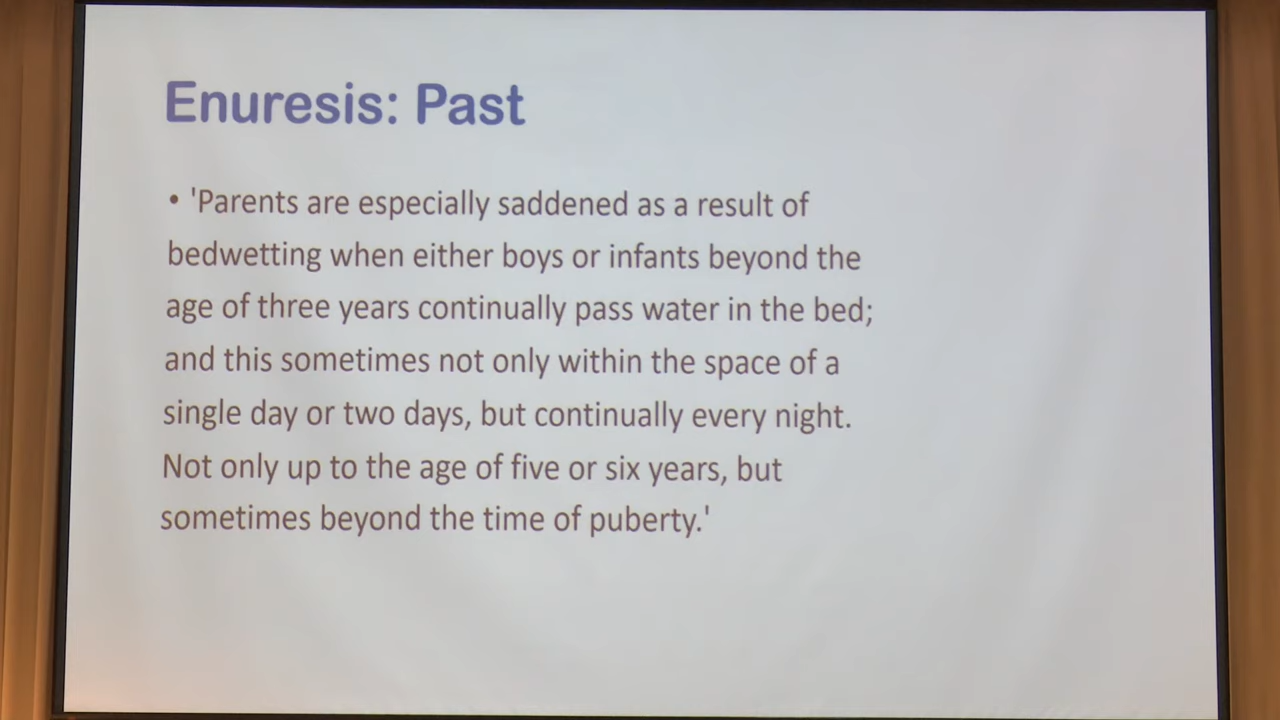 Enuresis: Past
• 'Parents are especially saddened as a result of
bedwetting when either boys or infants beyond the
age of three years continually pass water in the bed;
and this sometimes not only within the space of a
single day or two days, but continually every night.
Not only up to the age of five or six years, but
sometimes beyond the time of puberty.'